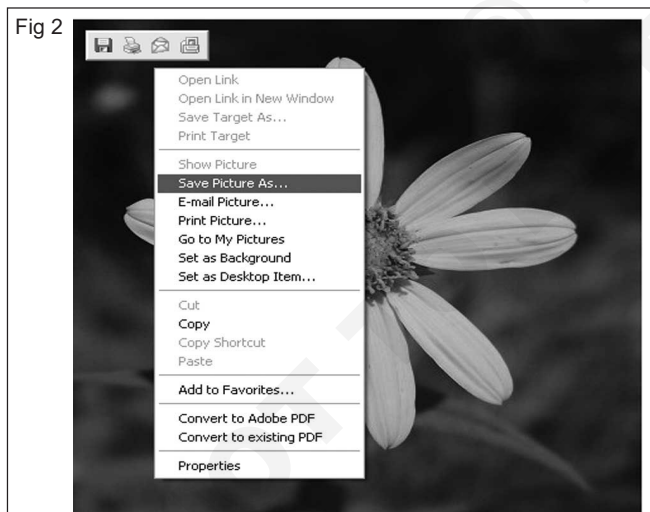 Fig 2
Open Link
Open Link in New Window
Save Target As...
Print Target
Show Picture
Save Picture As...
E-mail Picture...
Print Picture...
Go to My Pictures
Set as Background
Set as Desktop Item...
Cut
Copy
Copy Shortcut
Paste
Add to Favorites...
Convert to Adobe PDF
Convert to existing PDF
Properties